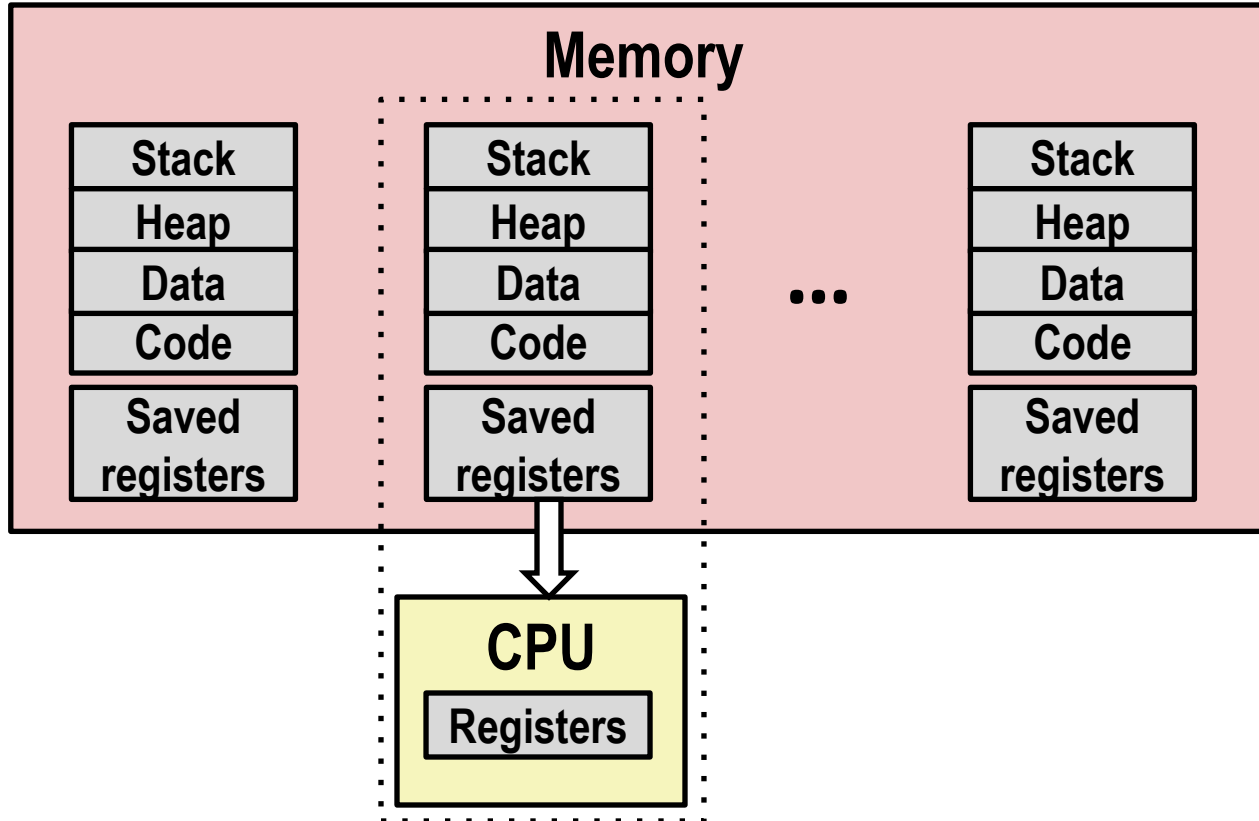 Memory
Stack
Heap
Data
Code
Saved
registers
Stack
Heap
Data
Code
Saved
registers
...
Stack
Heap
Data
Code
Saved
registers
CPU
Registers